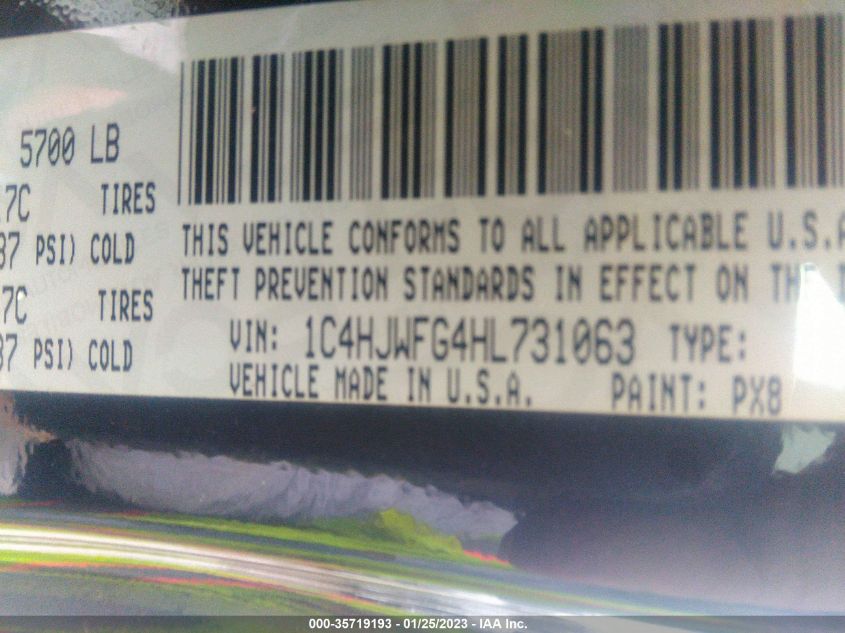 5700 LB
7C TIRES
37 PSI) COLD
7C TIRES
37 PSI) COLD
THIS VEHICLE CONFORMS TO ALL APPLICABLE U.S.A
THEFT PREVENTION STANDARDS IN EFFECT ON THE
VIN: 1C4HJWFG4HL731063 TYPE:
VEHICLE MADE IN U.S.A. PAINT: PX8
000-35719193 - 01/25/2023 - IAA Inc.